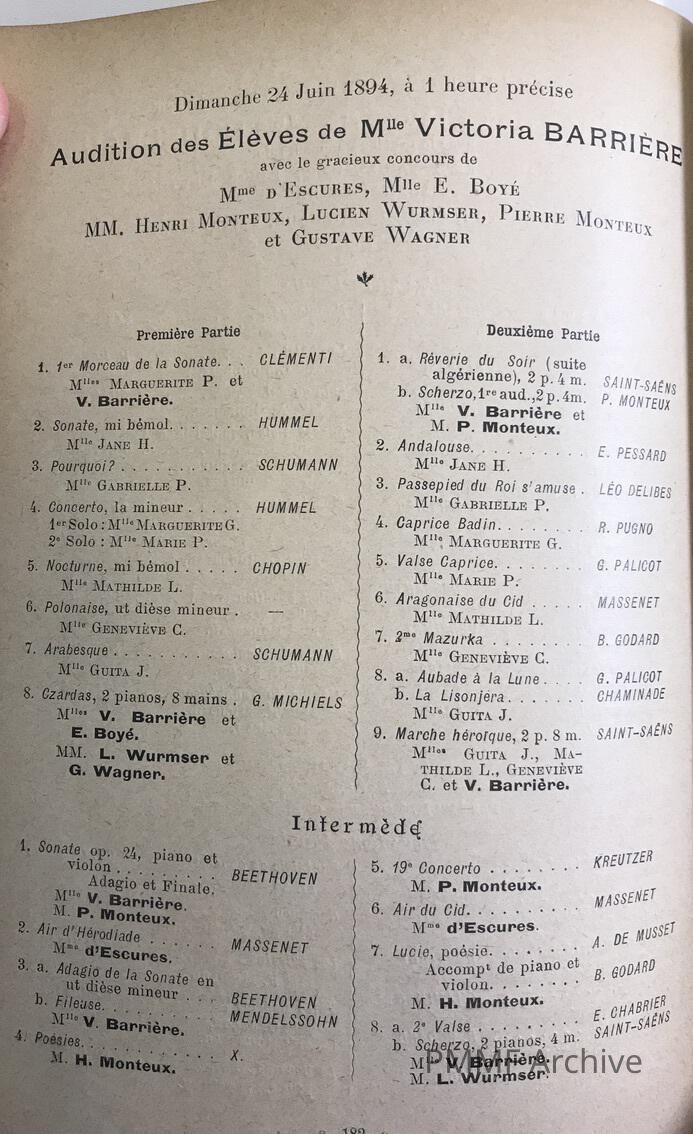 Dimanche 24 Juin 1894, à 1 heure précise
Audition des Élèves de Mlle Victoria BARRIÈRE
avec le gracieux concours de
Mme D'ESCURES, Mlle E. BOYÉ
MM. HENRI MONTEUX, LUCIEN WURMSER, PIERRE MONTEUX
et GUSTAVE WAGNER
Première Partie
1. 1er Morceau de la Sonate. . . CLÉMENTI
Mlles MARGUERITE P. et
V. Barrière.
2. Sonate, mi bémol. . . . . . . HUMMEL
Mlle JANE H.
3. Pourquoi? . . . . . . . . . . . SCHUMANN
Mlle GABRIELLE P.
4. Concerto, la mineur . . . . . HUMMEL
1er Solo : Mlle MARGUERITE G.
2e Solo : Mlle MARIE P.
5. Nocturne, mi bémol . . . . . CHOPIN
Mlle MATHILDE L.
6. Polonaise, ut dièse mineur . —
Mlle GENEVIÈVE C.
7. Arabesque . . . . . . . . . . . SCHUMANN
Mlle GUITA J.
8. Czardas, 2 pianos, 8 mains . G. MICHIELS
Mlles V. Barrière et
E. Boyé.
MM. L. Wurmser et
G. Wagner.
Deuxième Partie
1. a. Rêverie du Soir (suite
algérienne), 2 p. 4 m. SAINT-SAËNS
b. Scherzo, 1re aud., 2 p. 4m. P. MONTEUX
Mlle V. Barrière et
M. P. Monteux.
2. Andalouse. . . . . . . . . . E. PESSARD
Mlle JANE H.
3. Passepied du Roi s'amuse . LÉO DELIBES
Mlle GABRIELLE P.
4. Caprice Badin. . . . . . . . R. PUGNO
Mlle MARGUERITE G.
5. Valse Caprice. . . . . . . . G. PALICOT
Mlle MARIE P.
6. Aragonaise du Cid . . . . . MASSENET
Mlle MATHILDE L.
7. 2me Mazurka . . . . . . . . B. GODARD
Mlle GENEVIÈVE C.
8. a. Aubade à la Lune . . . . G. PALICOT
b. La Lisonjera . . . . . . . CHAMINADE
Mlle GUITA J.
9. Marche héroïque, 2 p. 8 m. SAINT-SAËNS
Mlles GUITA J., MA-
THILDE L., GENEVIÈVE
C. et V. Barrière.
Intermède
1. Sonate op. 24, piano et
violon . . . . . . . . . . . BEETHOVEN
Adagio et Finale.
Mlle V. Barrière.
M. P. Monteux.
2. Air d'Hérodiade . . . . . . . MASSENET
Mme d'Escures.
3. a. Adagio de la Sonate en
ut dièse mineur . . . BEETHOVEN
b. Fileuse. . . . . . . . . . . MENDELSSOHN
Mlle V. Barrière.
4. Poésies. . . . . . . . . . . . . X.
M. H. Monteux.
5. 19e Concerto . . . . . . . . KREUTZER
M. P. Monteux.
6. Air du Cid. . . . . . . . . . MASSENET
Mme d'Escures.
7. Lucie, poésie. . . . . . . . A. DE MUSSET
Accompt de piano et
violon. . . . . . . . . B. GODARD
M. H. Monteux.
8. a. 2e Valse . . . . . . . . . E. CHABRIER
b. Scherzo, 2 pianos, 4 m. SAINT-SAËNS
Mlle V. Barrière.
M. L. Wurmser.
PMMF Archive